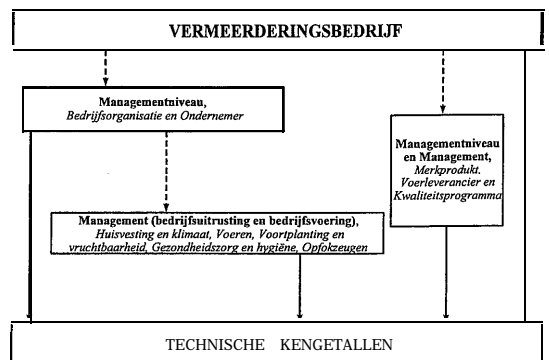 VERMEERDERINGSBEDRIJF
Managementniveau,
Bedrijfsorganisatie en Ondernemer
Managementniveau
en Management,
Merkprodukt.
Voerleverancier en
Kwaliteitsprogramma
Management (bedrijfsuitrusting en bedrijfsvoering),
Huisvesting en klimaat, Voeren, Voortplanting en
vruchtbaarheid, Gezondheidszorg en hygiëne, Opfokzeugen
TECHNISCHE KENGETALLEN